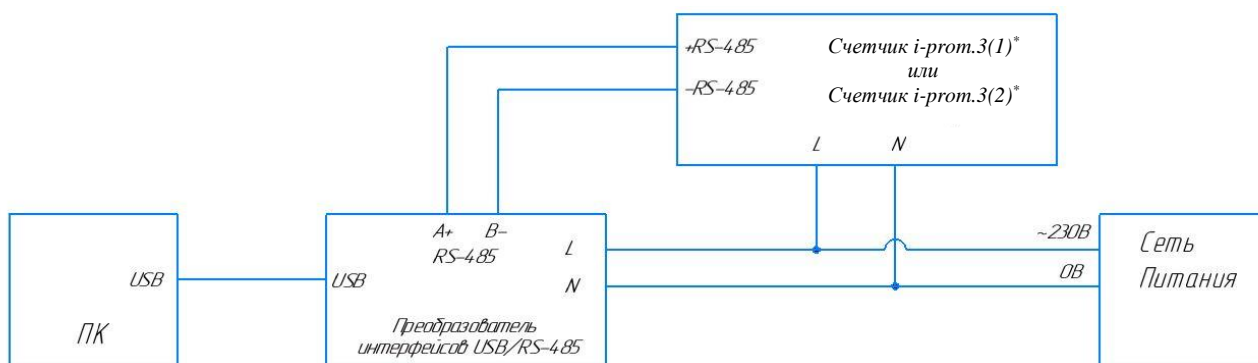 +RS-485
Счетчик i-prom.3(1)*
или
-RS-485
Счетчик i-prom.3(2)*
L
N
A+
B-
RS-485
L
~230В
Сеть
USB
USB
N
0В
Питания
ПК
Преобразователь
интерфейсов USB/RS-485